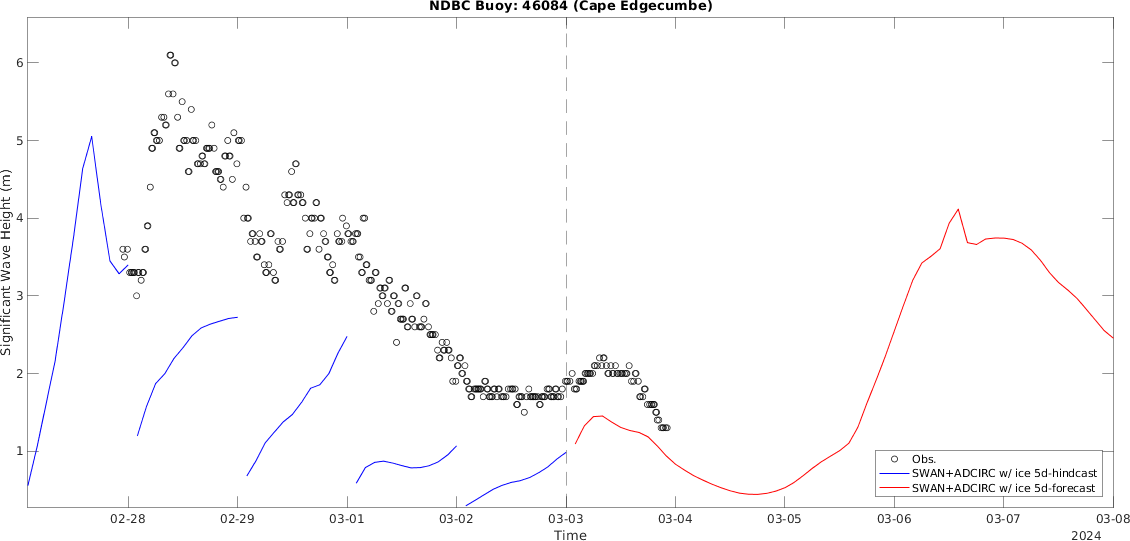 NDBC Buoy: 46084 (Cape Edgecumbe)
Significant Wave Height (m)
6
5
4
3
2
1
Obs.
SWAN+ADCIRC w/ ice 5d-hindcast
SWAN+ADCIRC w/ ice 5d-forecast
02-28 02-29 03-01 03-02 03-03 03-04 03-05 03-06 03-07 03-08
Time
2024